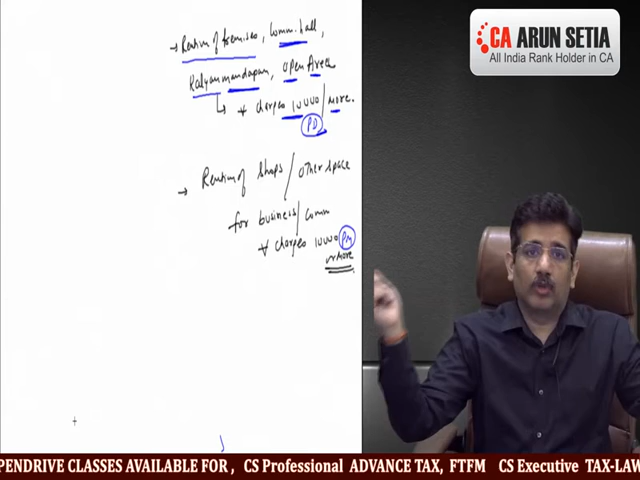 → Renting of Premises, Comm. hall,
Kalyanmandapam, open Area
↳ + charges 10000/more.
PD
→ Renting of Shops / other space
for business / comm
+ charges 10000 PM
or more
CA ARUN SETIA
All India Rank Holder in CA
PENDRIVE CLASSES AVAILABLE FOR , CS Professional ADVANCE TAX, FTFM CS Executive TAX-LAW